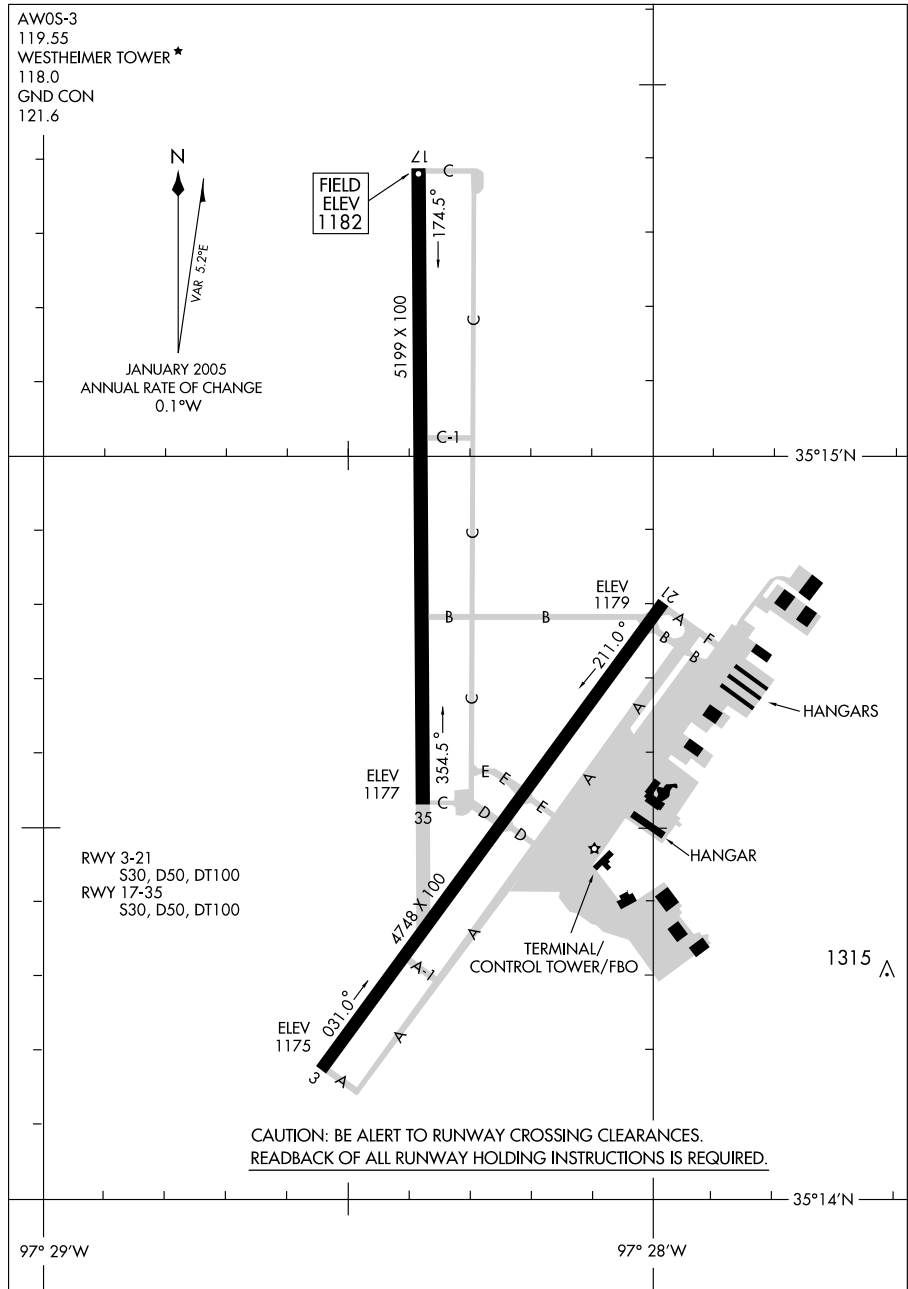 AWOS-3
119.55
WESTHEIMER TOWER★
118.0
GND CON
121.6
N
VAR 5.2°E
JANUARY 2005
ANNUAL RATE OF CHANGE
0.1°W
FIELD
ELEV
1182
17
C
174.5°
C
5199 X 100
C-1
35°15'N
C
ELEV
1179
21
B
B
A
F
B
B
211.0°
C
A
HANGARS
354.5°
ELEV
1177
E
E
A
C
E
35
D
D
HANGAR
RWY 3-21
S30, D50, DT100
RWY 17-35
S30, D50, DT100
4748 X 100
A
TERMINAL/
CONTROL TOWER/FBO
1315
A-1
031.0°
ELEV
1175
A
3
A
CAUTION: BE ALERT TO RUNWAY CROSSING CLEARANCES.
READBACK OF ALL RUNWAY HOLDING INSTRUCTIONS IS REQUIRED.
35°14'N
97° 29'W
97° 28'W